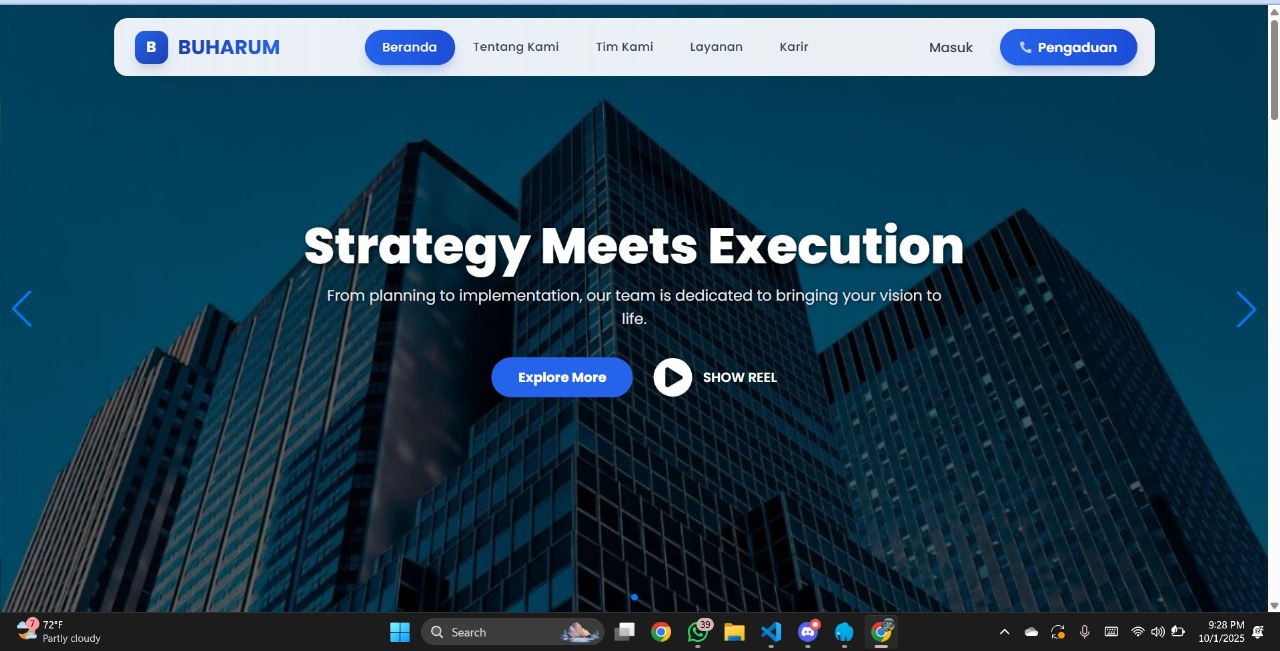 B BUHARUM Beranda Tentang Kami Tim Kami Layanan Karir Masuk Pengaduan
Strategy Meets Execution
From planning to implementation, our team is dedicated to bringing your vision to
life.
Explore More SHOW REEL
7 72°F
Partly cloudy
Search
39
9:28 PM
10/1/2025